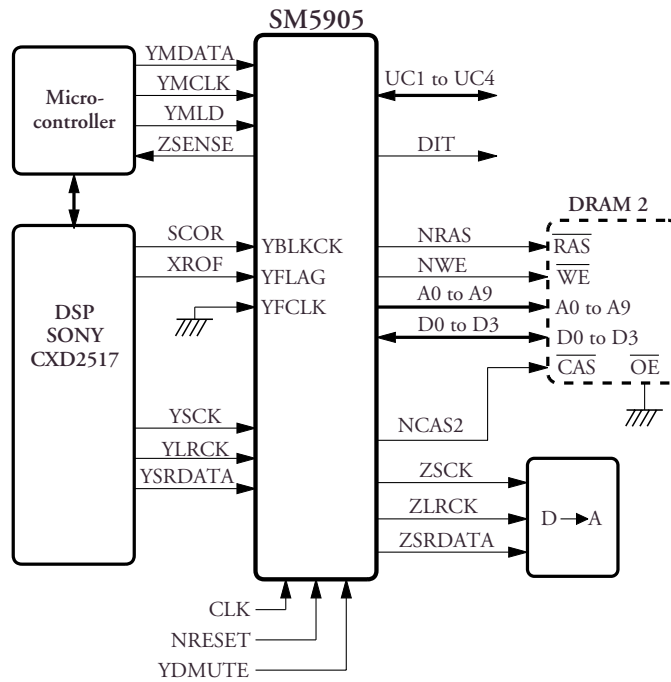 SM5905
YMDATA
YMCLK
YMLD
ZSENSE
Micro-
controller
UC1 to UC4
DIT
DRAM 2
SCOR
XROF
YBLKCK
YFLAG
YFCLK
NRAS
NWE
A0 to A9
D0 to D3
RAS
WE
A0 to A9
D0 to D3
CAS OE
DSP
SONY
CXD2517
YSCK
YLRCK
YSRDATA
NCAS2
ZSCK
ZLRCK
ZSRDATA
D A
CLK
NRESET
YDMUTE